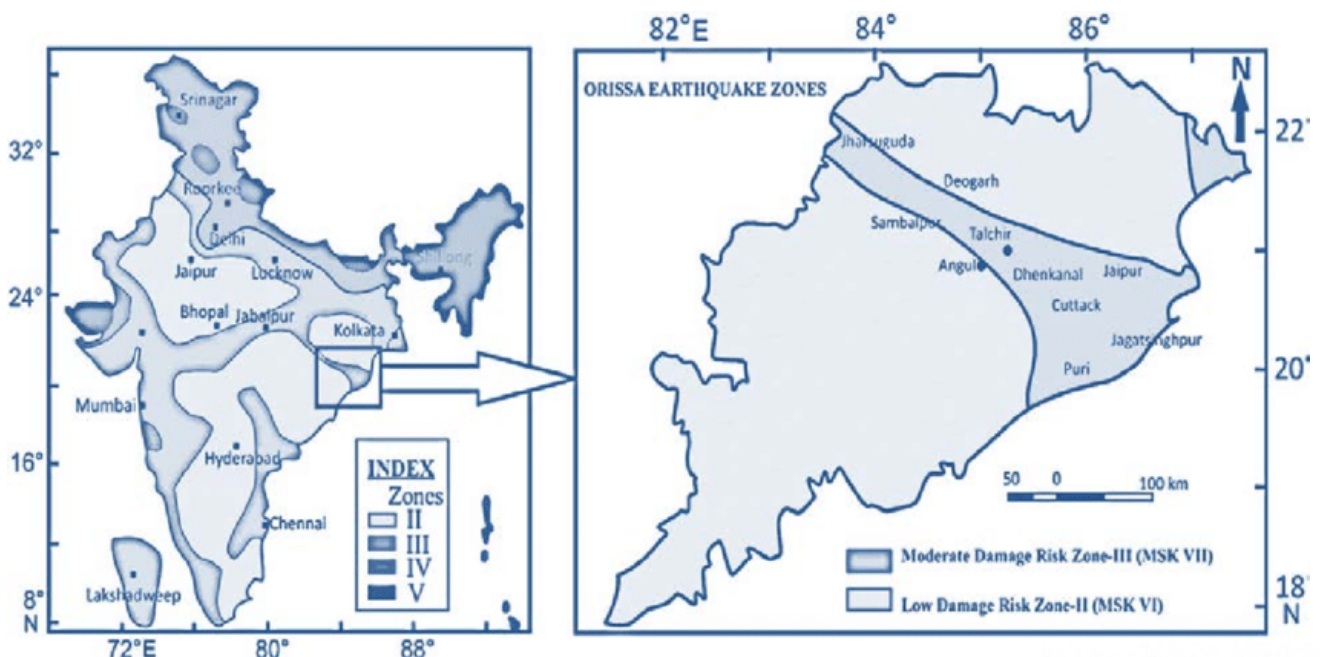 Srinagar
32°
Roorkee
Delhi
Shillong
Jaipur
Lucknow
24°
Bhopal
Jabalpur
Kolkata
Mumbai
16°
Hyderabad
INDEX
Zones
II
III
IV
V
Chennal
Lakshadweep
8°
N
72°E
80°
88°
82°E
84°
86°
ORISSA EARTHQUAKE ZONES
N
22°
Jharsuguda
Deogarh
Sambalpur
Talchir
Angul
Dhenkanal
Jaipur
Cuttack
Jagatsinghpur
Puri
20°
50 0 100 km
Moderate Damage Risk Zone-III (MSK VII)
Low Damage Risk Zone-II (MSK VI)
18°
N